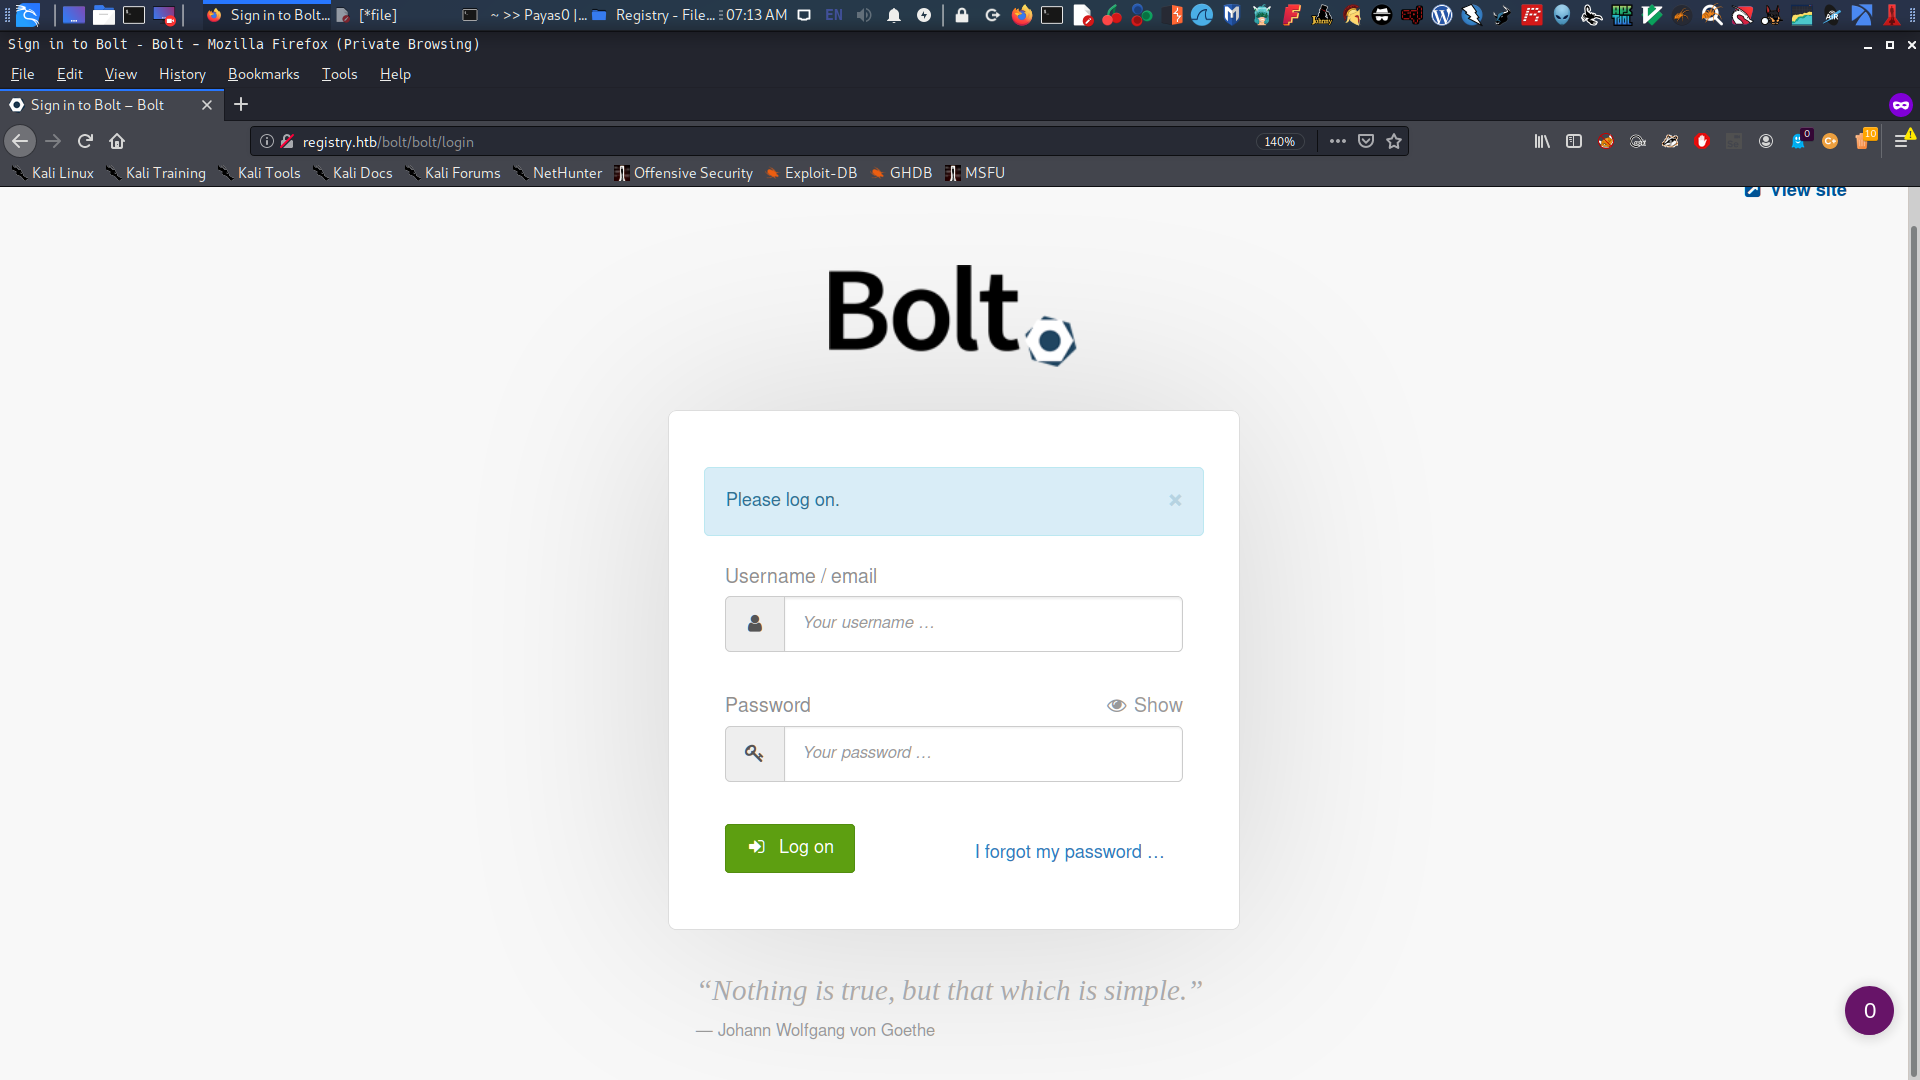 Sign in to Bolt... [*file] ~ >> Payas0 |... Registry - File... 07:13 AM EN
Sign in to Bolt - Bolt - Mozilla Firefox (Private Browsing)
File Edit View History Bookmarks Tools Help
Sign in to Bolt – Bolt
registry.htb/bolt/bolt/login 140% 0 10
Kali Linux Kali Training Kali Tools Kali Docs Kali Forums NetHunter Offensive Security Exploit-DB GHDB MSFU
View site
Bolt
Please log on. ×
Username / email
Your username ...
Password Show
Your password ...
Log on I forgot my password ...
“Nothing is true, but that which is simple.”
— Johann Wolfgang von Goethe
0